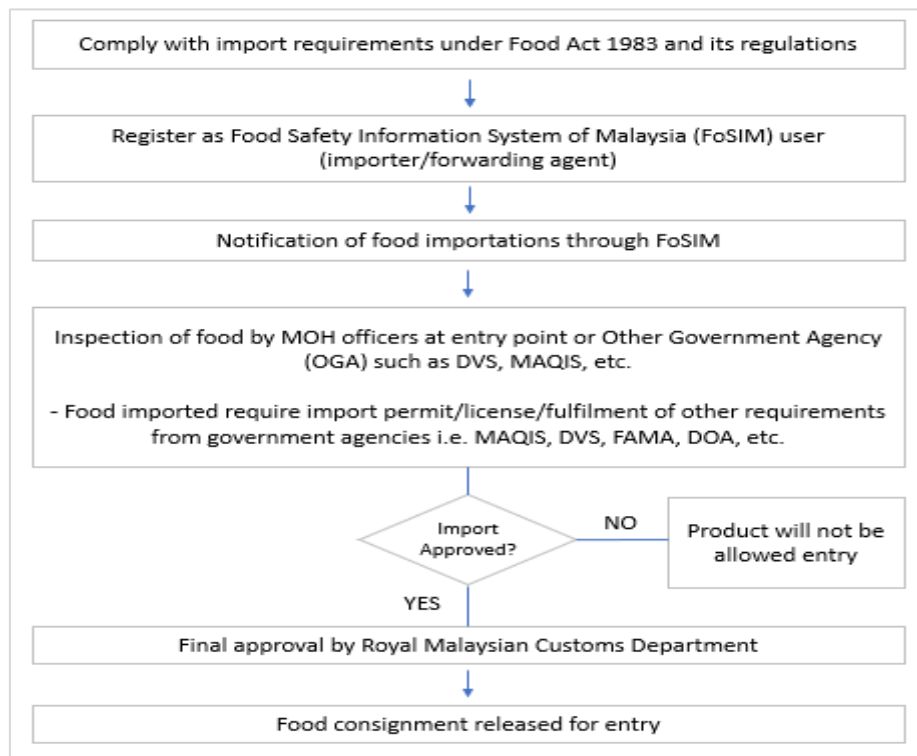 Comply with import requirements under Food Act 1983 and its regulations
Register as Food Safety Information System of Malaysia (FoSIM) user
(importer/forwarding agent)
Notification of food importations through FoSIM
Inspection of food by MOH officers at entry point or Other Government Agency
(OGA) such as DVS, MAQIS, etc.
- Food imported require import permit/license/fulfilment of other requirements
from government agencies i.e. MAQIS, DVS, FAMA, DOA, etc.
Import
Approved?
NO
Product will not be
allowed entry
YES
Final approval by Royal Malaysian Customs Department
Food consignment released for entry